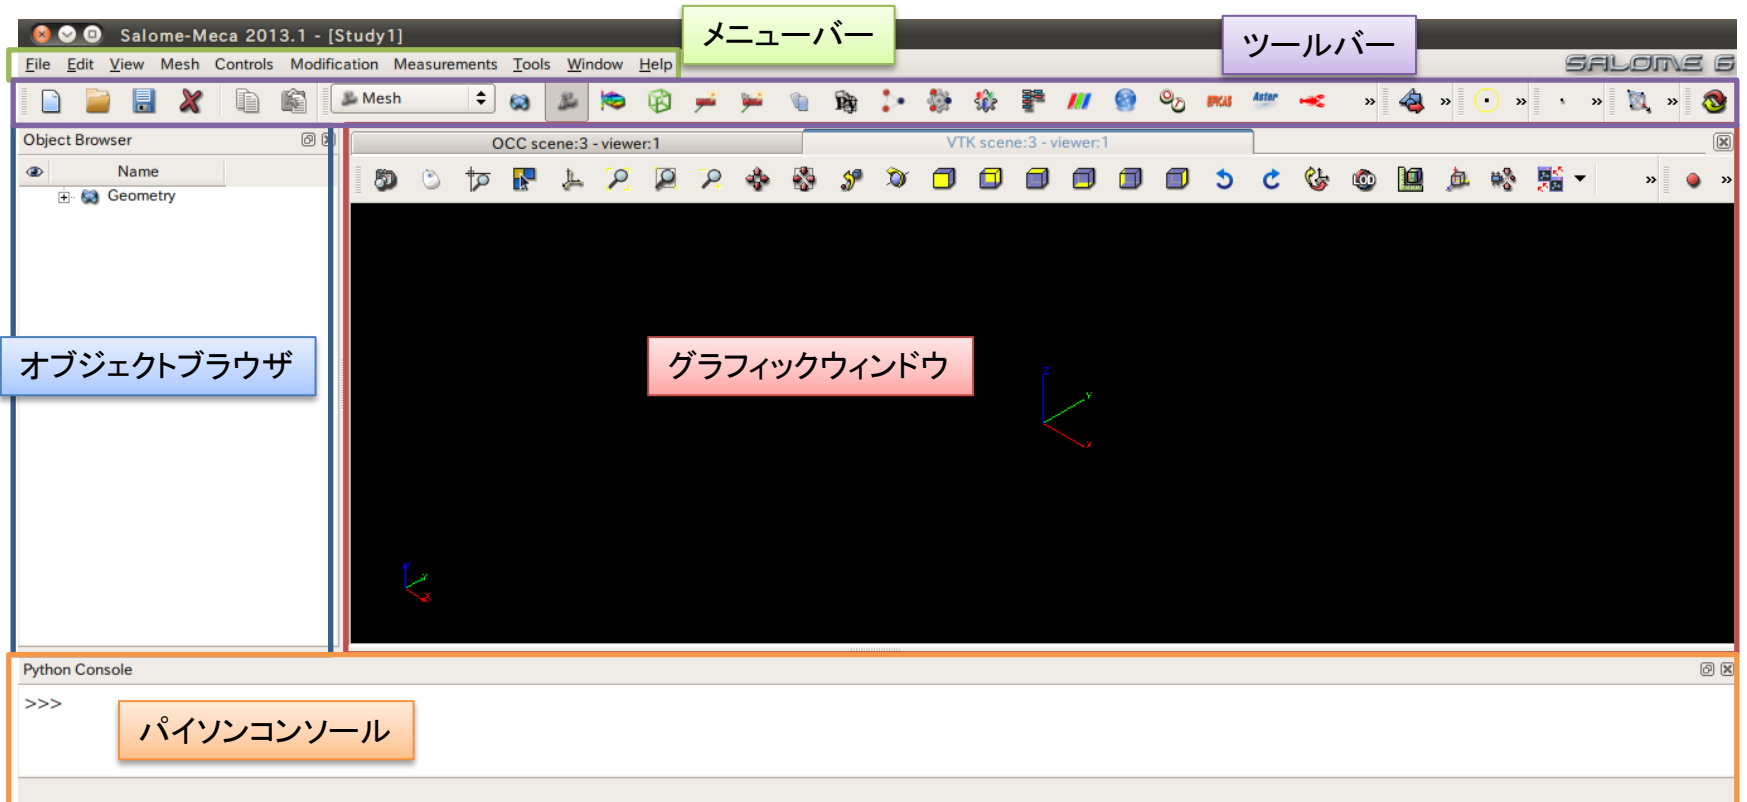 メニューバー
ツールバー
Salome-Meca 2013.1 - [Study1]
File Edit View Mesh Controls Modification Measurements Tools Window Help
SALOME 6
Mesh
EFICAS
Aster
»
»
»
»
»
Object Browser
OCC scene:3 - viewer:1
VTK scene:3 - viewer:1
Name
LOD
»
»
Geometry
オブジェクトブラウザ
グラフィックウィンドウ
Z
Y
X
Y
X
Python Console
>>>
パイソンコンソール